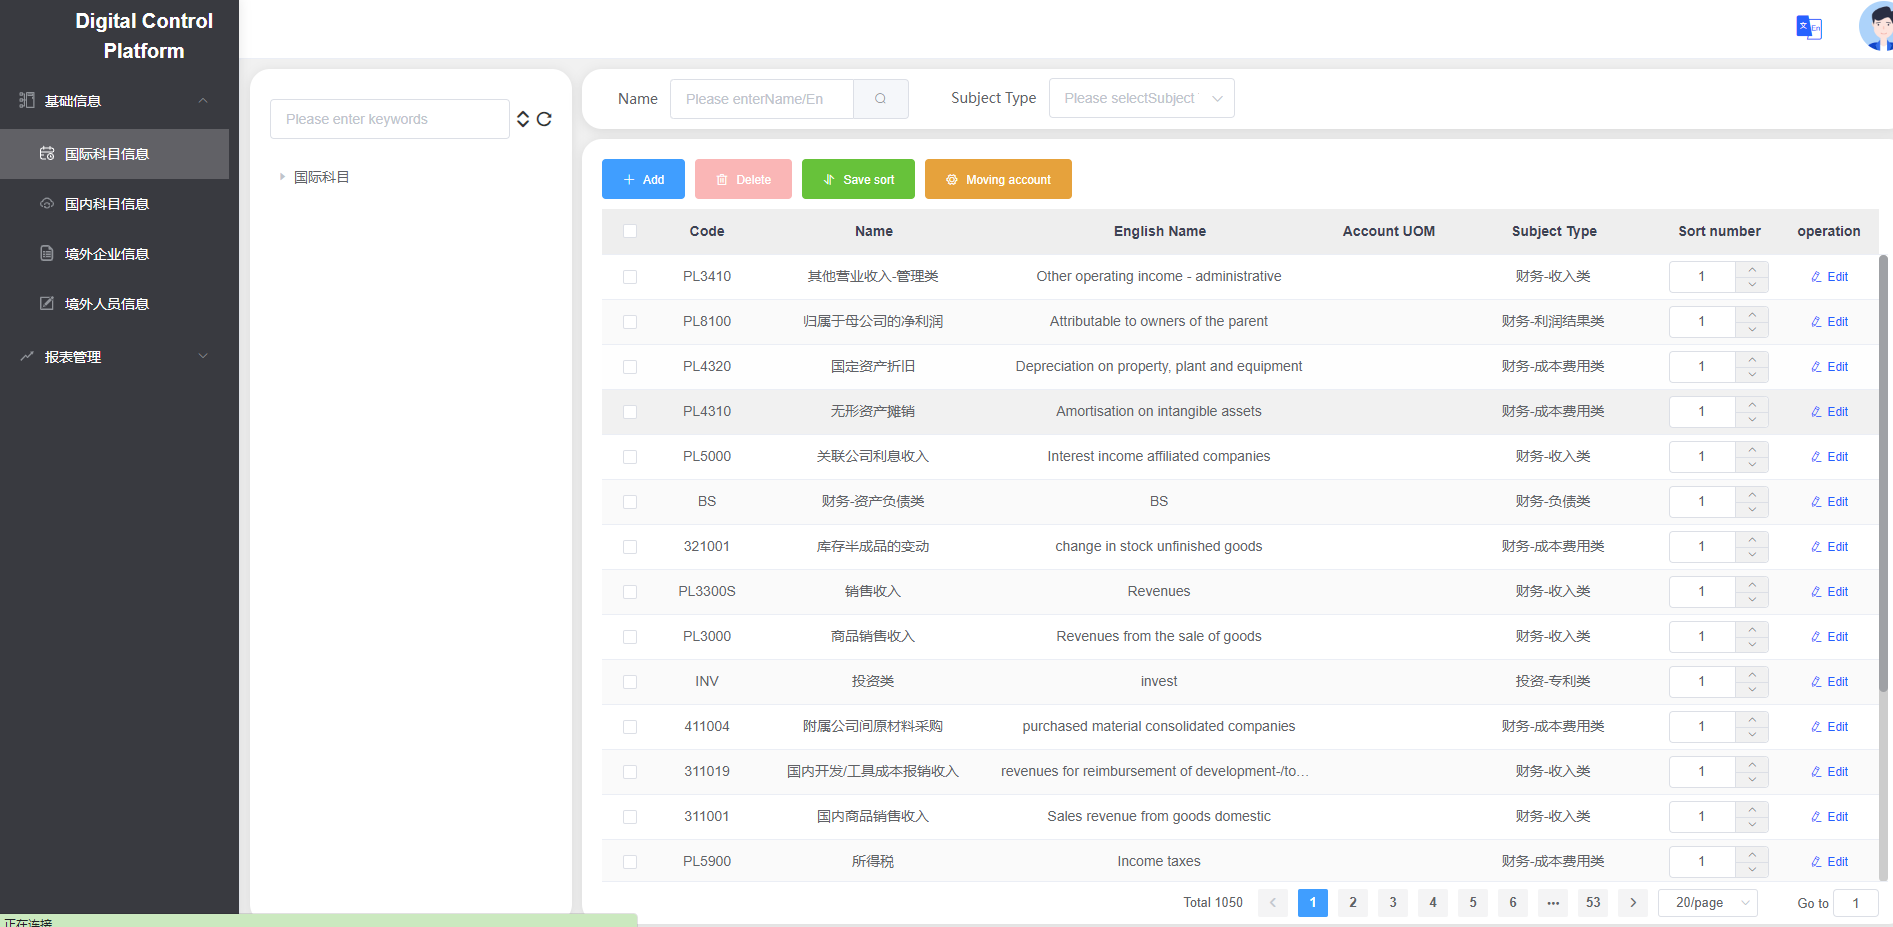 Digital Control
Platform
文 En
基础信息
国际科目信息
国内科目信息
境外企业信息
境外人员信息
报表管理
Please enter keywords
国际科目
Name Please enterName/En Subject Type Please selectSubject
Add Delete Save sort Moving account
Code Name English Name Account UOM Subject Type Sort number operation
PL3410 其他营业收入-管理类 Other operating income - administrative 财务-收入类 1 Edit
PL8100 归属于母公司的净利润 Attributable to owners of the parent 财务-利润结果类 1 Edit
PL4320 国定资产折旧 Depreciation on property, plant and equipment 财务-成本费用类 1 Edit
PL4310 无形资产摊销 Amortisation on intangible assets 财务-成本费用类 1 Edit
PL5000 关联公司利息收入 Interest income affiliated companies 财务-收入类 1 Edit
BS 财务-资产负债类 BS 财务-负债类 1 Edit
321001 库存半成品的变动 change in stock unfinished goods 财务-成本费用类 1 Edit
PL3300S 销售收入 Revenues 财务-收入类 1 Edit
PL3000 商品销售收入 Revenues from the sale of goods 财务-收入类 1 Edit
INV 投资类 invest 投资-专利类 1 Edit
411004 附属公司间原材料采购 purchased material consolidated companies 财务-成本费用类 1 Edit
311019 国内开发/工具成本报销收入 revenues for reimbursement of development-/to... 财务-收入类 1 Edit
311001 国内商品销售收入 Sales revenue from goods domestic 财务-收入类 1 Edit
PL5900 所得税 Income taxes 财务-成本费用类 1 Edit
Total 1050 < 1 2 3 4 5 6 ... 53 > 20/page Go to 1
正在连接